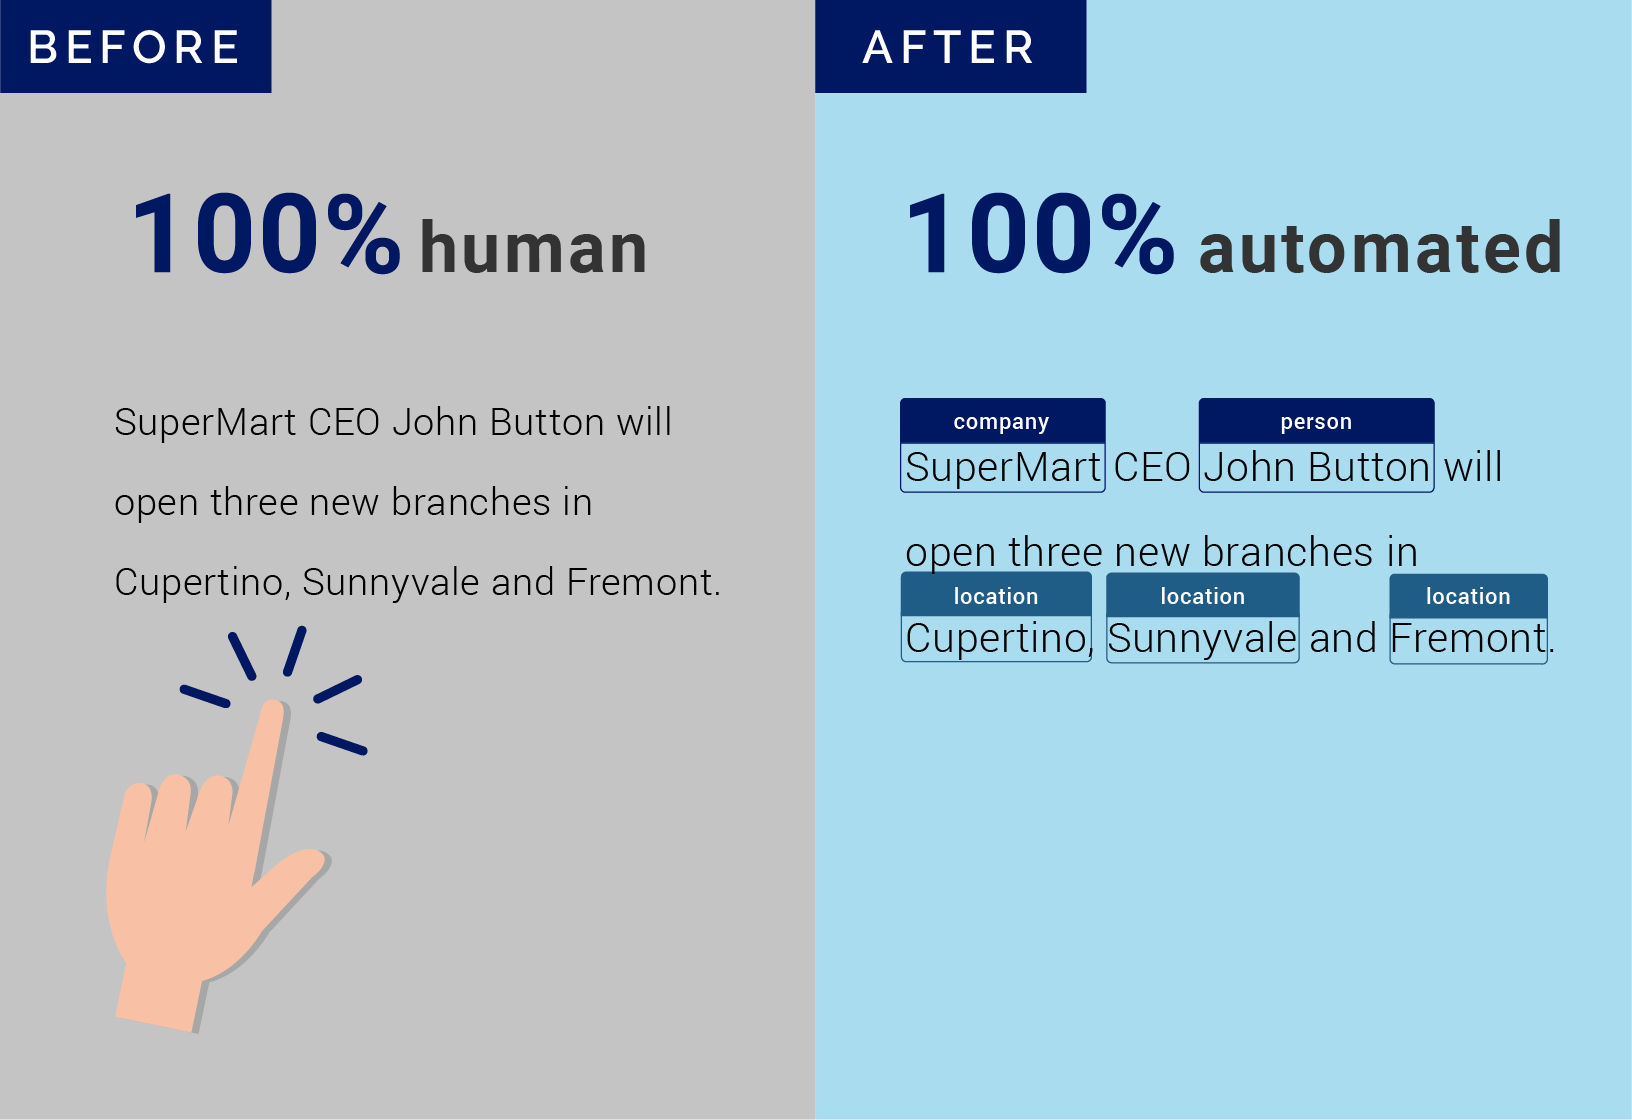 BEFORE
100% human
SuperMart CEO John Button will
open three new branches in
Cupertino, Sunnyvale and Fremont.
AFTER
100% automated
company person
SuperMart CEO John Button will
open three new branches in
location location location
Cupertino, Sunnyvale and Fremont.